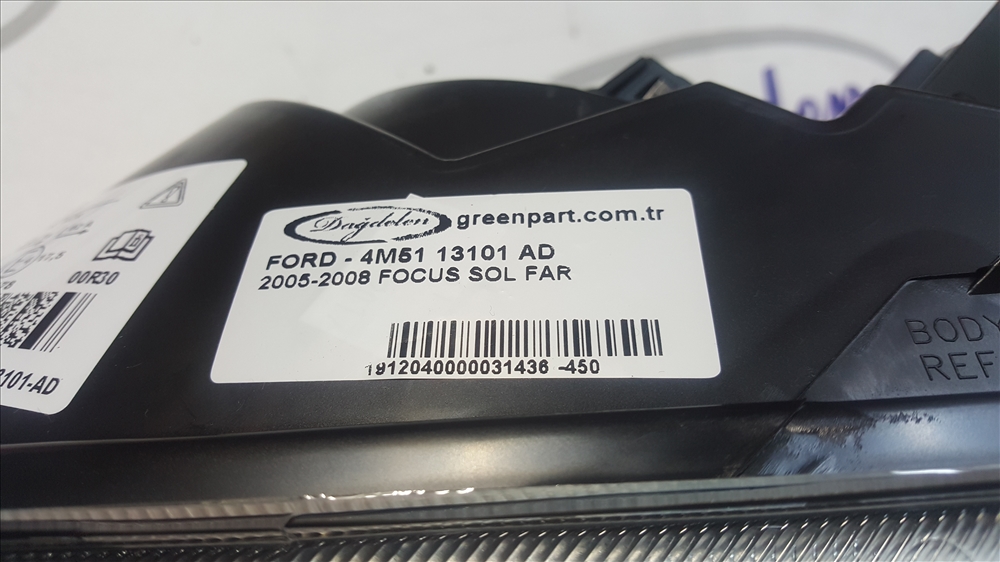 Dağdelen greenpart.com.tr
FORD - 4M51 13101 AD
2005-2008 FOCUS SOL FAR
1912040000031436 -450
00R30
3101-AD
BODY
REF